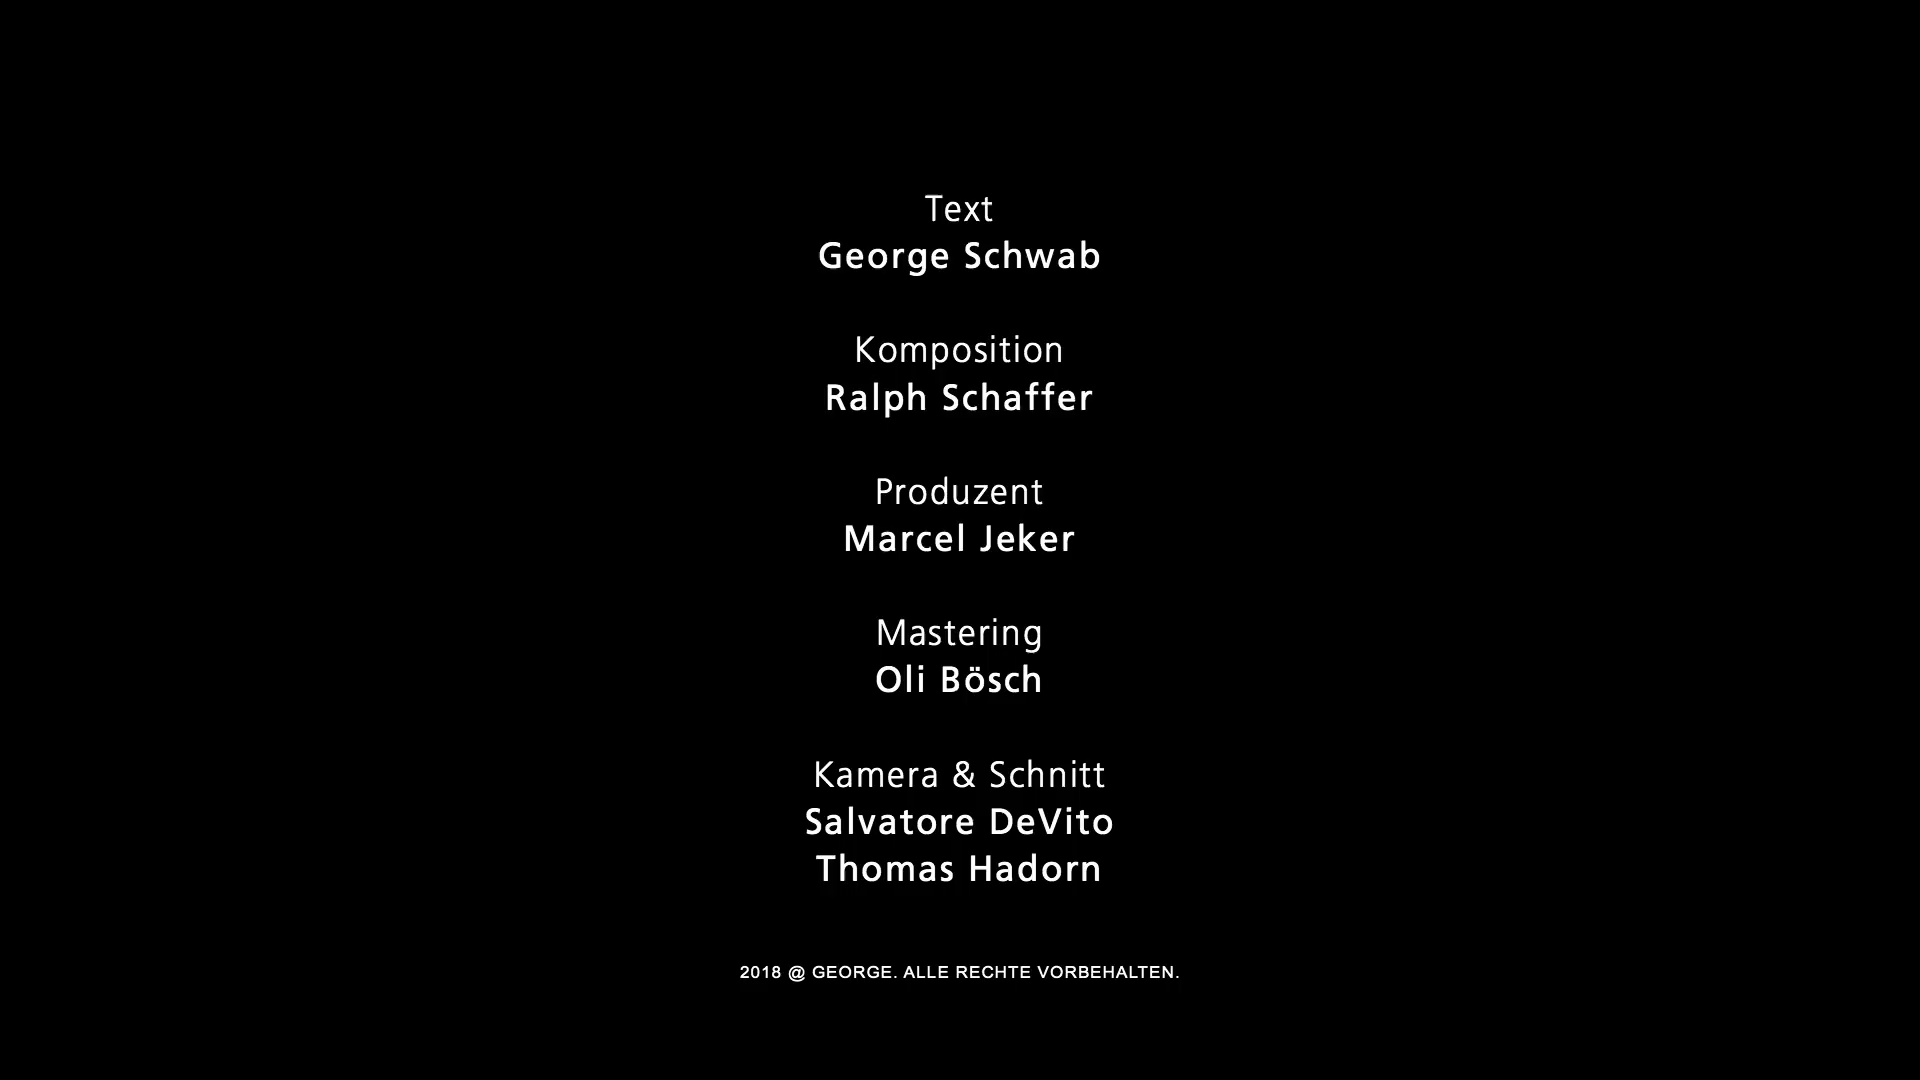 Text
George Schwab
Komposition
Ralph Schaffer
Produzent
Marcel Jeker
Mastering
Oli Bösch
Kamera & Schnitt
Salvatore DeVito
Thomas Hadorn
2018 @ GEORGE. ALLE RECHTE VORBEHALTEN.